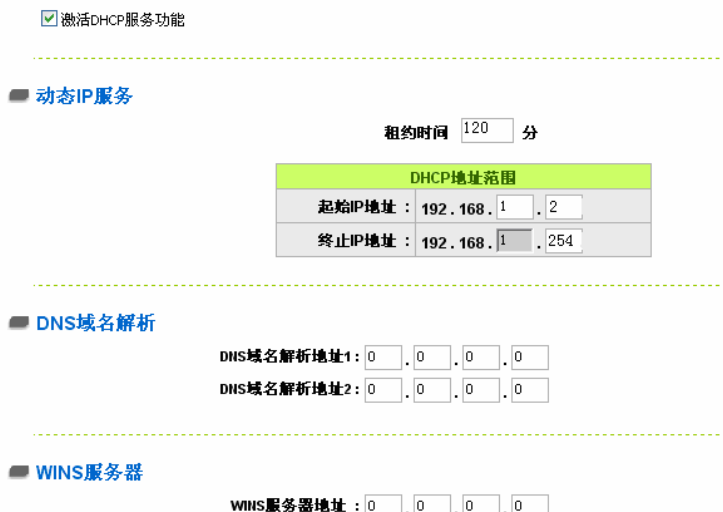 激活DHCP服务功能
动态IP服务
租约时间 120 分
DHCP地址范围
起始IP地址 : 192.168. 1 . 2
终止IP地址 : 192.168. 1 . 254
DNS域名解析
DNS域名解析地址1: 0 . 0 . 0 . 0
DNS域名解析地址2: 0 . 0 . 0 . 0
WINS服务器
WINS服务器地址 : 0 . 0 . 0 . 0